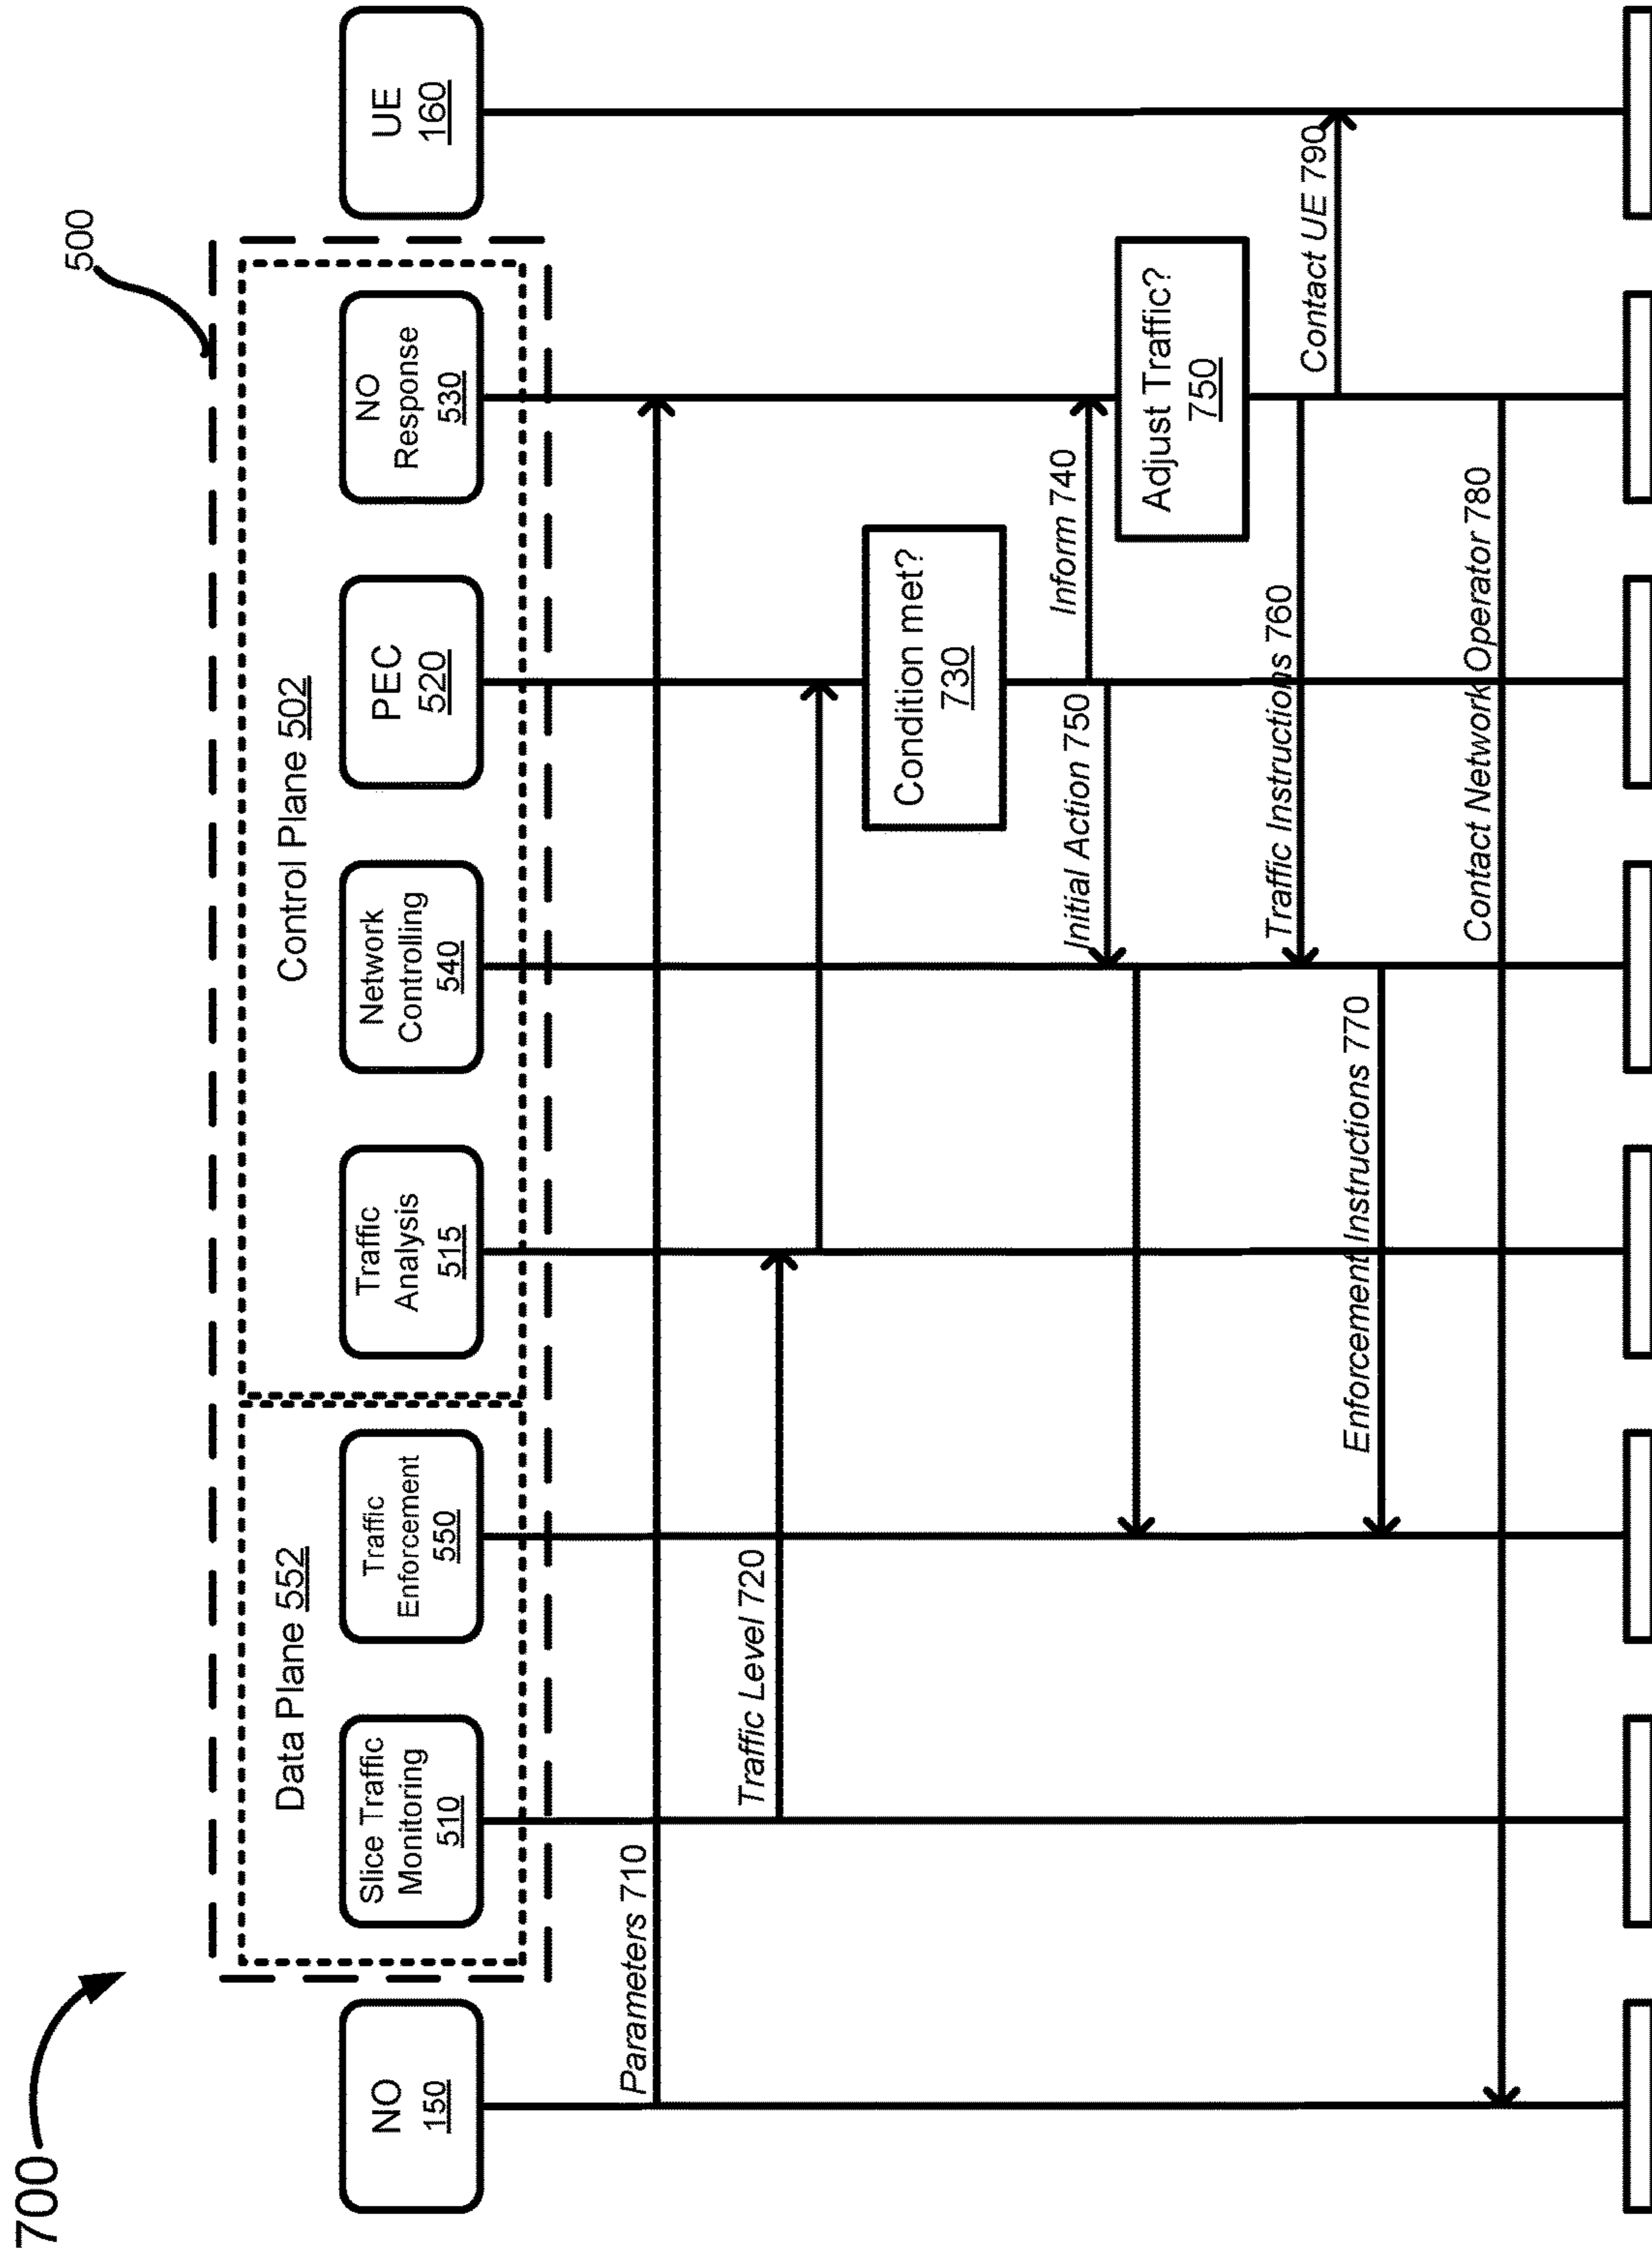 700
500
Data Plane 552
Control Plane 502
NO
150
Slice Traffic
Monitoring
510
Traffic
Enforcement
550
Traffic
Analysis
515
Network
Controlling
540
PEC
520
NO
Response
530
UE
160
Parameters 710
Traffic Level 720
Condition met?
730
Inform 740
Initial Action 750
Adjust Traffic?
750
Traffic Instructions 760
Contact UE 790
Enforcement Instructions 770
Contact Network Operator 780